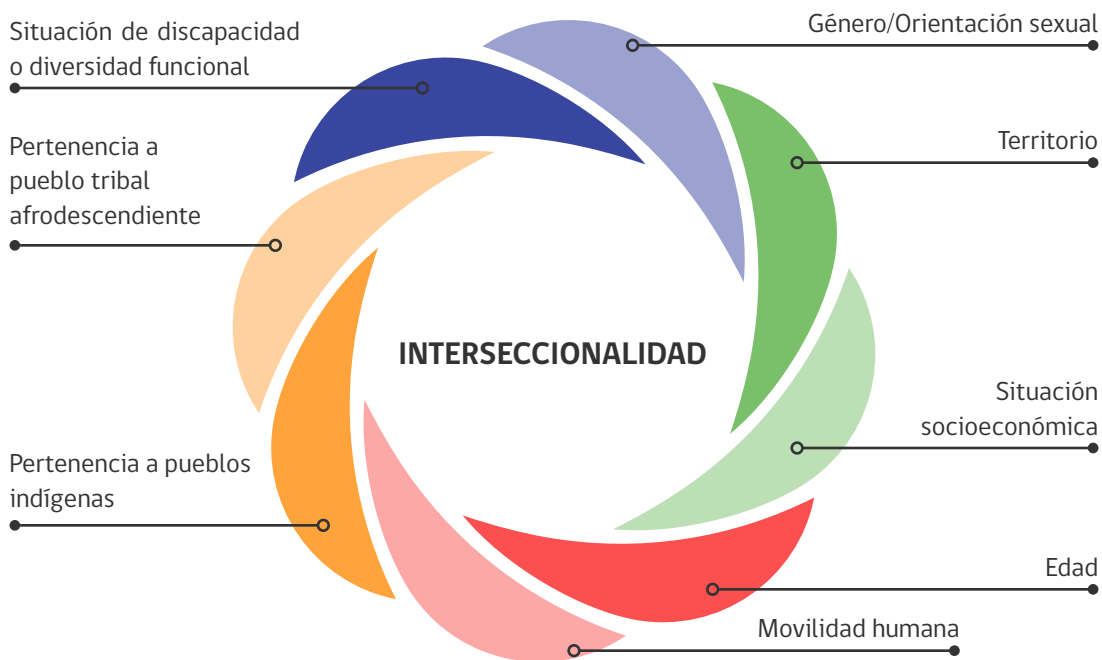 Situación de discapacidad
o diversidad funcional
Género/Orientación sexual
Pertenencia a
pueblo tribal
afrodescendiente
Territorio
INTERSECCIONALIDAD
Situación
socioeconómica
Pertenencia a pueblos
indígenas
Edad
Movilidad humana